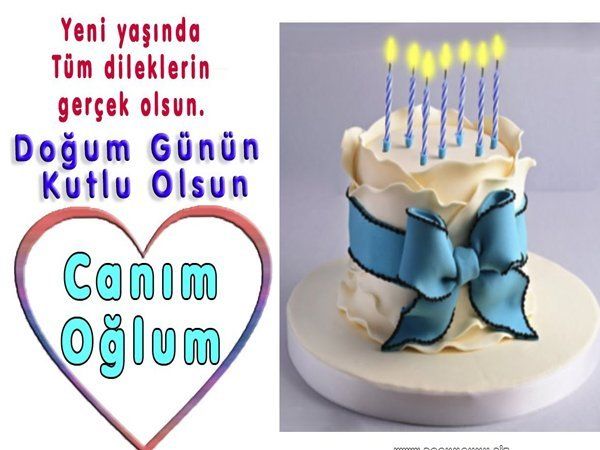 Yeni yaşında
Tüm dileklerin
gerçek olsun.
Doğum Günün
Kutlu Olsun
Canım
Oğlum